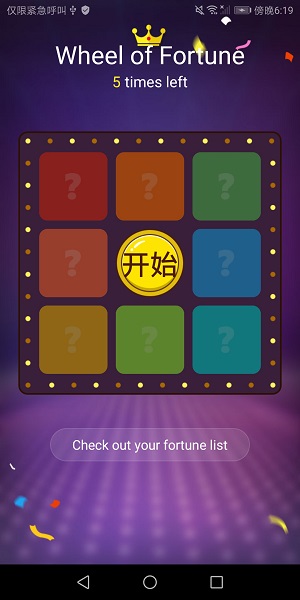 仅限紧急呼叫 傍晚6:19
Wheel of Fortune
5 times left
? ? ?
? 开始 ?
? ? ?
Check out your fortune list